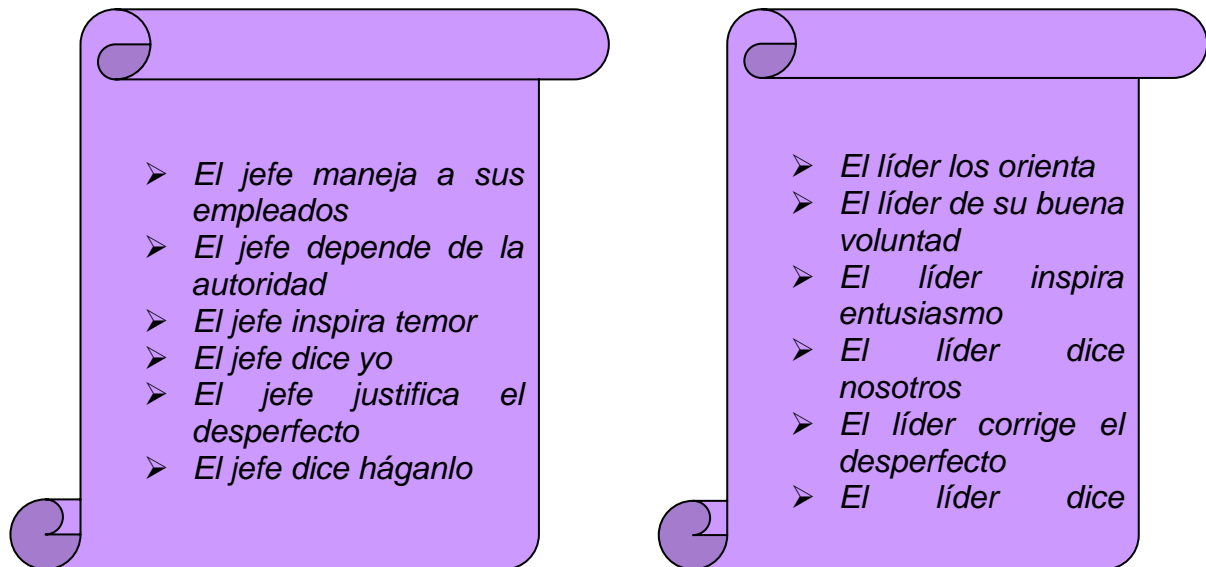 ➢ El jefe maneja a sus
empleados
➢ El jefe depende de la
autoridad
➢ El jefe inspira temor
➢ El jefe dice yo
➢ El jefe justifica el
desperfecto
➢ El jefe dice háganlo
➢ El líder los orienta
➢ El líder de su buena
voluntad
➢ El líder inspira
entusiasmo
➢ El líder dice
nosotros
➢ El líder corrige el
desperfecto
➢ El líder dice